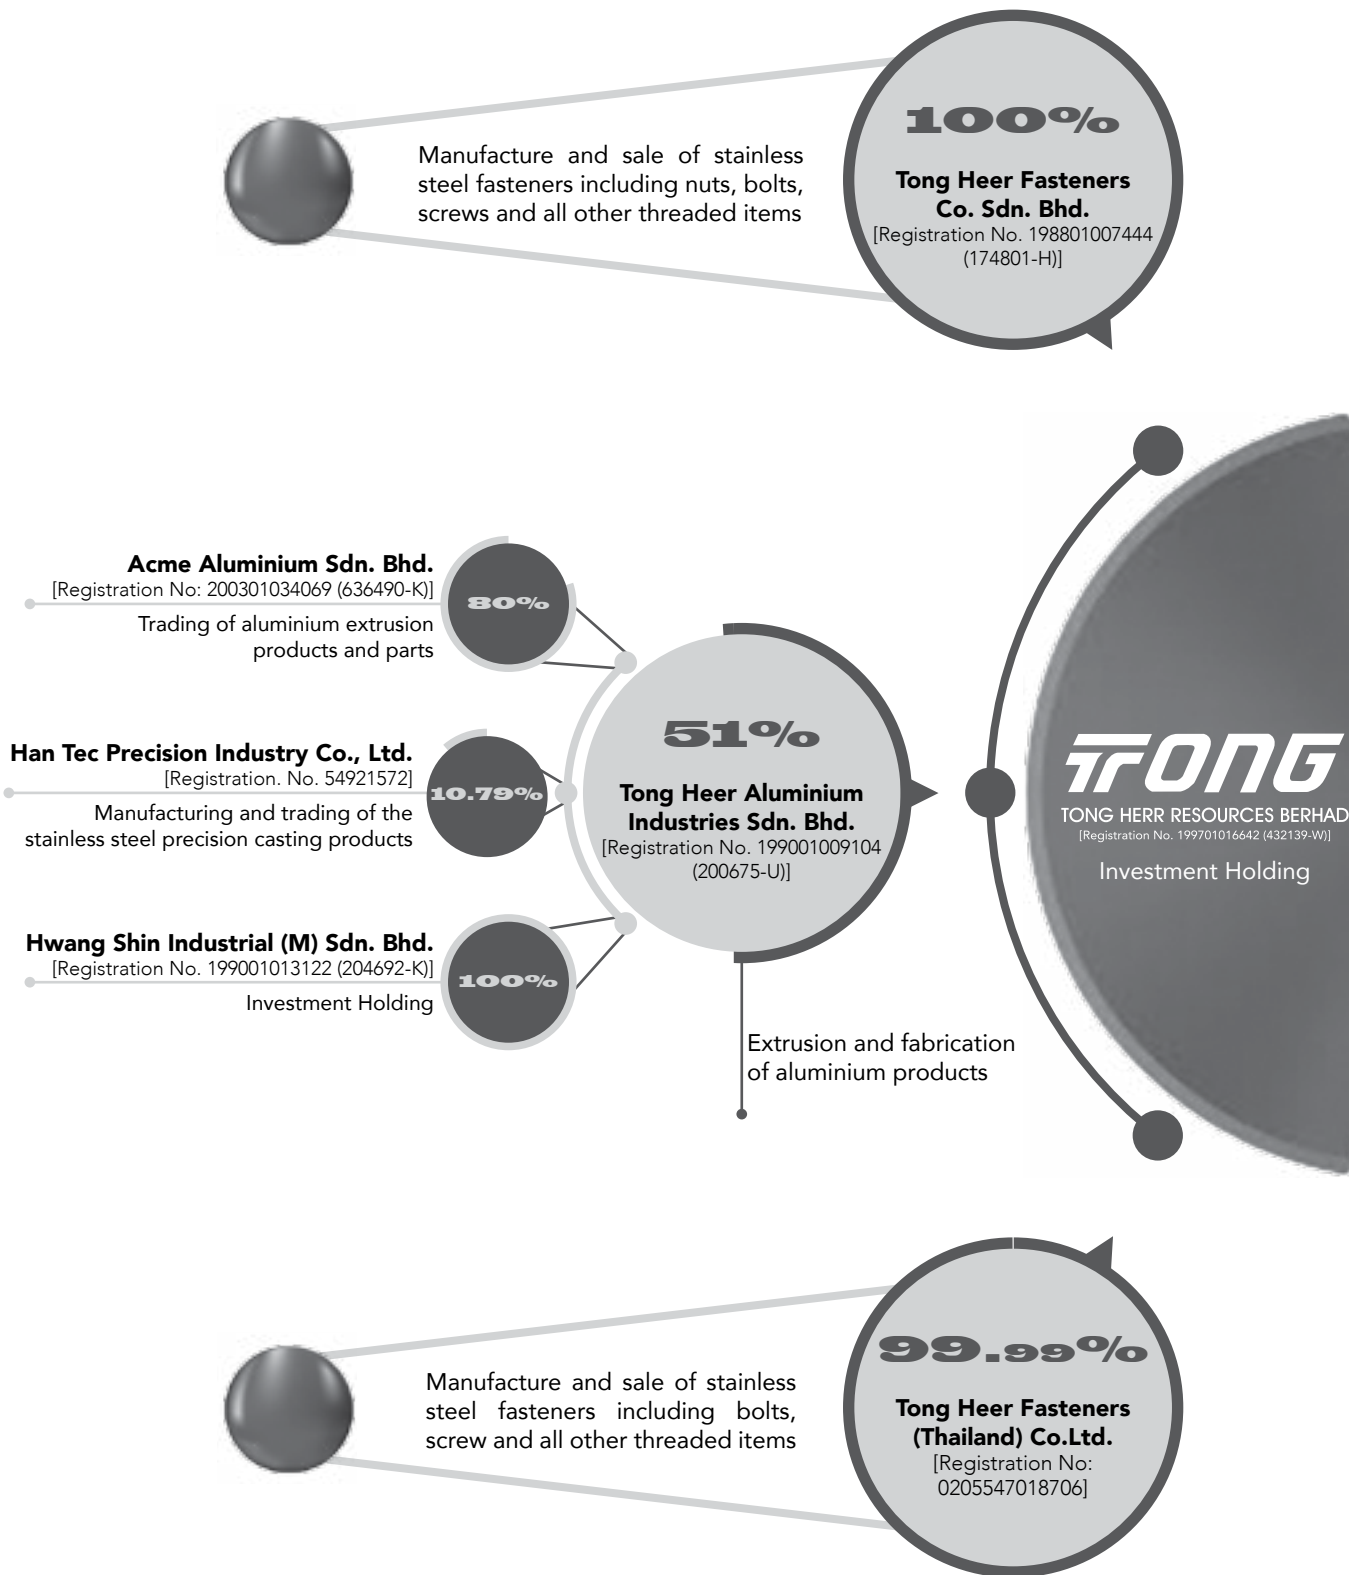 100%
Manufacture and sale of stainless
steel fasteners including nuts, bolts,
screws and all other threaded items
Tong Heer Fasteners
Co. Sdn. Bhd.
[Registration No. 198801007444
(174801-H)]
Acme Aluminium Sdn. Bhd.
[Registration No: 200301034069 (636490-K)]
Trading of aluminium extrusion
products and parts
80%
Han Tec Precision Industry Co., Ltd.
[Registration. No. 54921572]
Manufacturing and trading of the
stainless steel precision casting products
10.79%
Hwang Shin Industrial (M) Sdn. Bhd.
[Registration No. 199001013122 (204692-K)]
Investment Holding
100%
51%
Tong Heer Aluminium
Industries Sdn. Bhd.
[Registration No. 199001009104
(200675-U)]
Extrusion and fabrication
of aluminium products
TONG
TONG HERR RESOURCES BERHAD
[Registration No. 199701016642 (432139-W)]
Investment Holding
99.99%
Manufacture and sale of stainless
steel fasteners including bolts,
screw and all other threaded items
Tong Heer Fasteners
(Thailand) Co.Ltd.
[Registration No:
0205547018706]